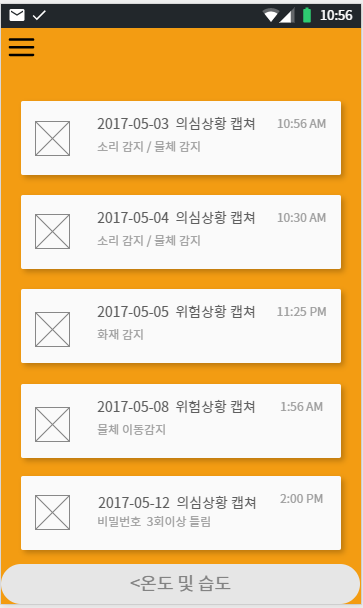 10:56
2017-05-03 의심상황 캡쳐 10:56 AM
소리 감지 / 물체 감지
2017-05-04 의심상황 캡쳐 10:30 AM
소리 감지 / 물체 감지
2017-05-05 위험상황 캡쳐 11:25 PM
화재 감지
2017-05-08 위험상황 캡쳐 1:56 AM
물체 이동감지
2017-05-12 의심상황 캡쳐 2:00 PM
비밀번호 3회이상 틀림
<온도 및 습도